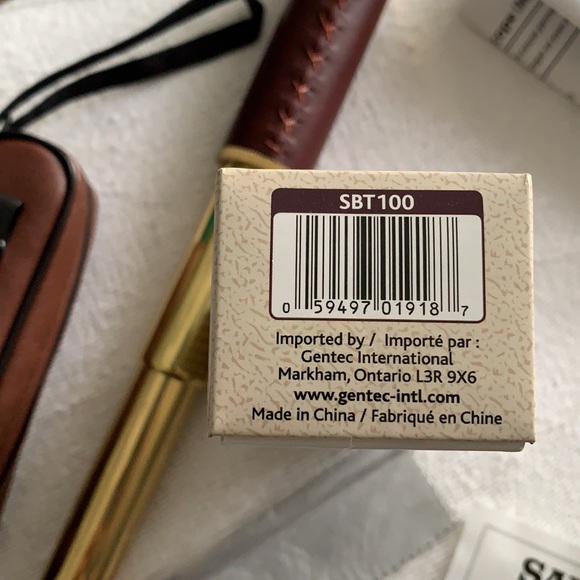 SBT100
0 59497 01918 7
Imported by / Importé par :
Gentec International
Markham, Ontario L3R 9X6
www.gentec-intl.com
Made in China / Fabriqué en Chine